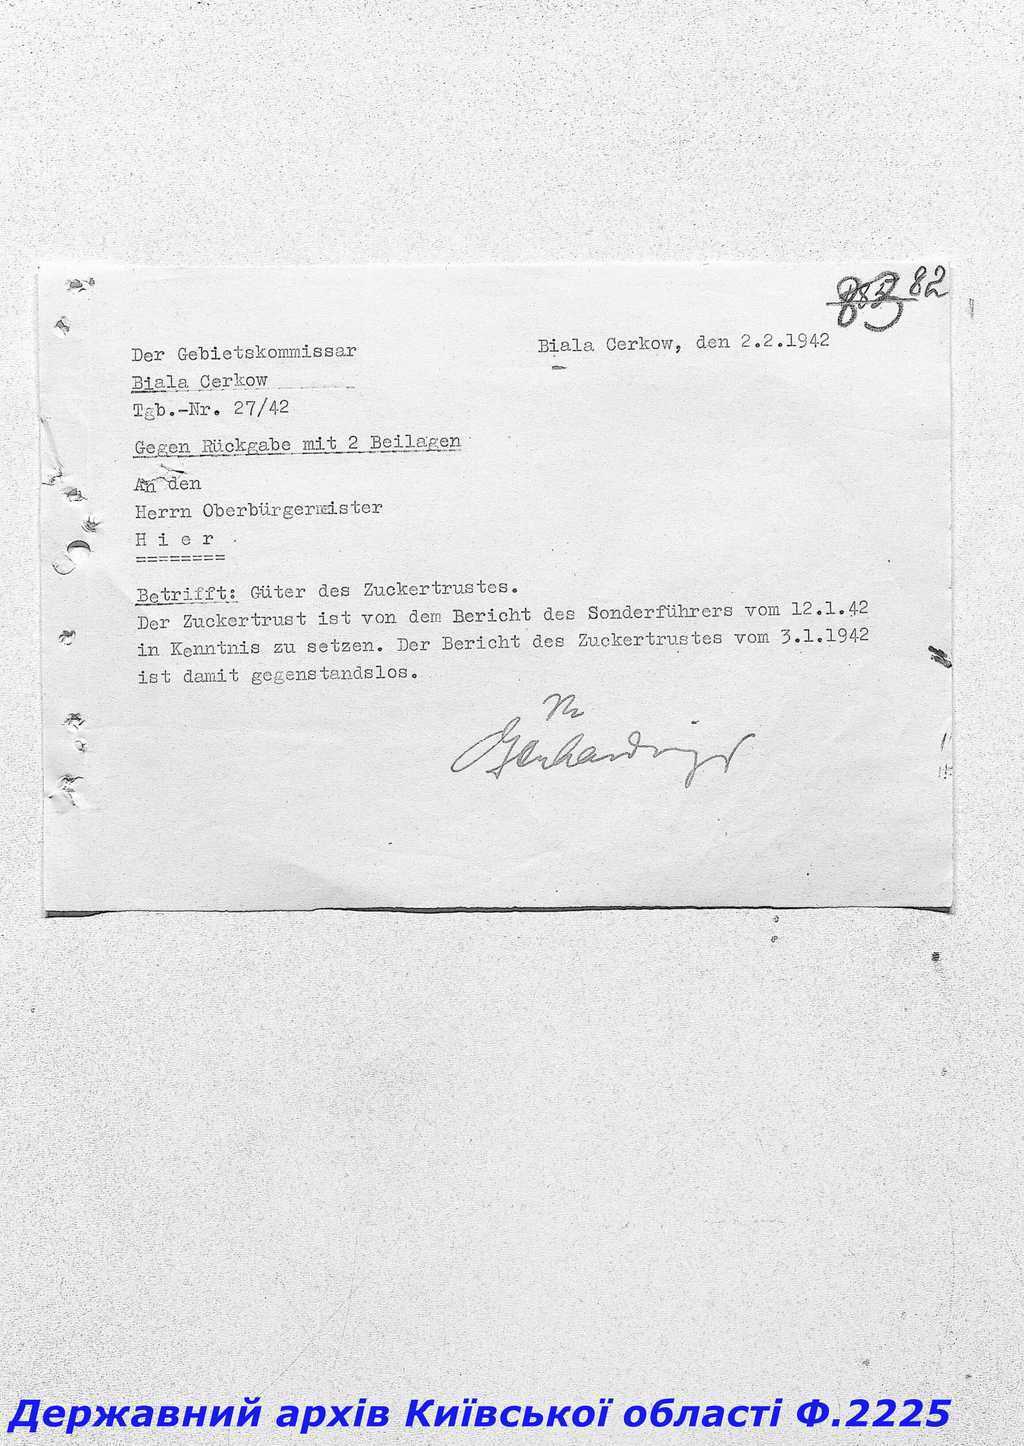 82
Der Gebietskommissar
Biala Cerkow, den 2.2.1942
Biala Cerkow
Tgb.-Nr. 27/42
Gegen Rückgabe mit 2 Beilagen
An den
Herrn Oberbürgermeister
H i e r
========
Betrifft: Güter des Zuckertrustes.
Der Zuckertrust ist von dem Bericht des Sonderführers vom 12.1.42
in Kenntnis zu setzen. Der Bericht des Zuckertrustes vom 3.1.1942
ist damit gegenstandslos.
Державний архів Київської області Ф.2225